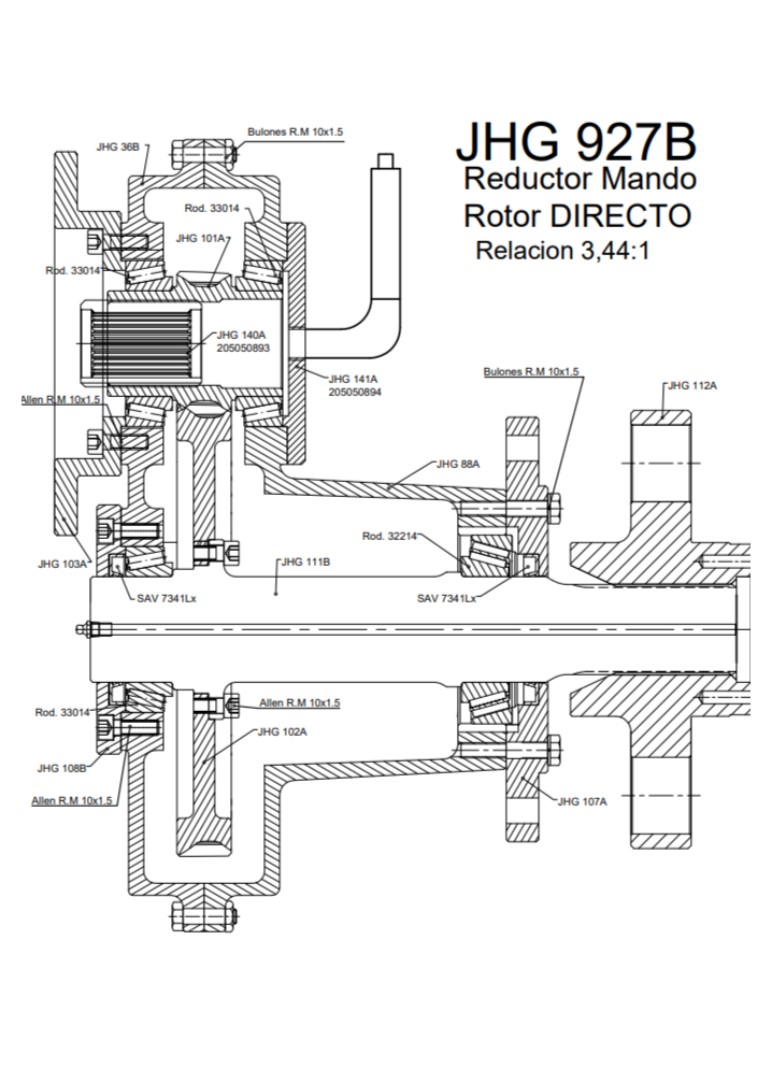 JHG 927B
Reductor Mando
Rotor DIRECTO
Relacion 3,44:1
Bulones R.M 10x1.5
JHG 36B
Rod. 33014
JHG 101A
Rod. 33014
JHG 140A
205050893
JHG 141A
205050894
Bulones R.M 10x1.5
JHG 112A
Allen R.M 10x1.5
JHG 88A
Rod. 32214
JHG 103A
JHG 111B
SAV 7341Lx
SAV 7341Lx
Allen R.M 10x1.5
Rod. 33014
JHG 102A
JHG 108B
Allen R.M 10x1.5
JHG 107A